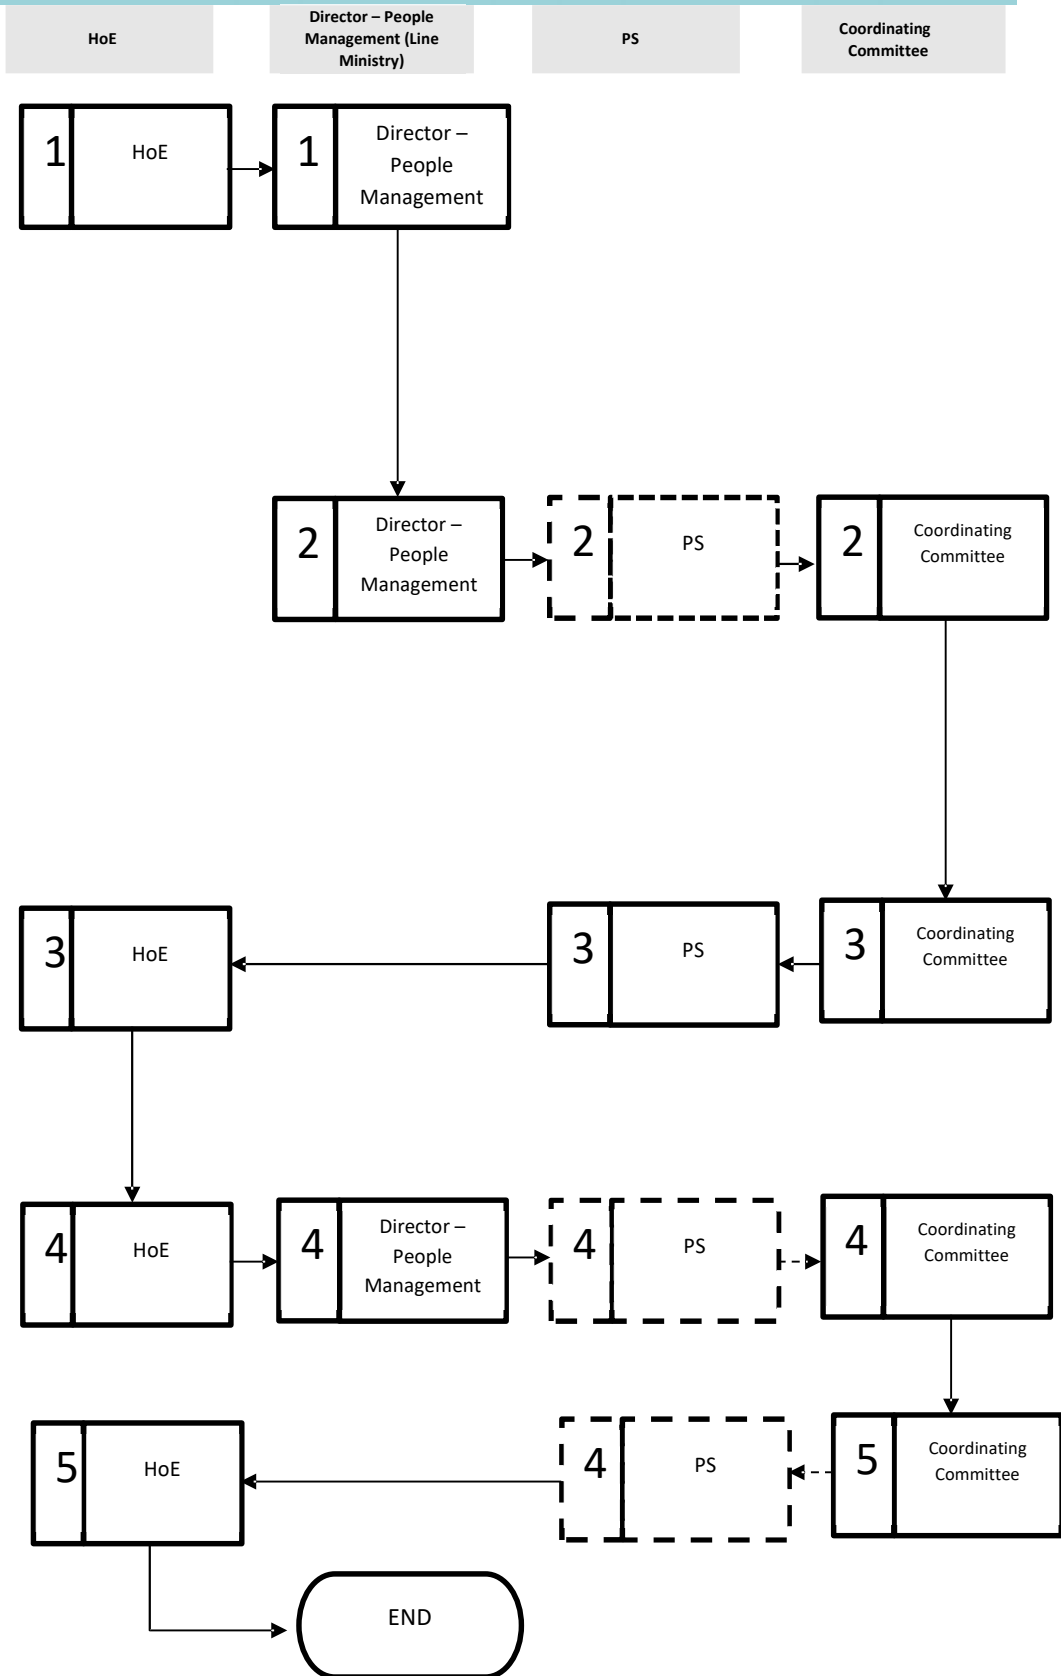 HoE
Director – People
Management (Line
Ministry)
PS
Coordinating
Committee
1
HoE
1
Director –
People
Management
2
Director –
People
Management
2
PS
2
Coordinating
Committee
3
HoE
3
PS
3
Coordinating
Committee
4
HoE
4
Director –
People
Management
4
PS
4
Coordinating
Committee
5
HoE
4
PS
5
Coordinating
Committee
END